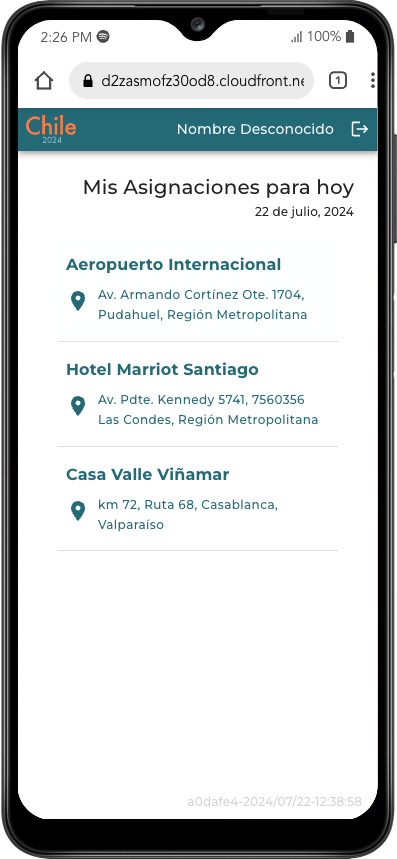 2:26 PM 100%
d2zasmofz30od8.cloudfront.ne
1
Chile
2024
Nombre Desconocido
Mis Asignaciones para hoy
22 de julio, 2024
Aeropuerto Internacional
Av. Armando Cortínez Ote. 1704,
Pudahuel, Región Metropolitana
Hotel Marriot Santiago
Av. Pdte. Kennedy 5741, 7560356
Las Condes, Región Metropolitana
Casa Valle Viñamar
km 72, Ruta 68, Casablanca,
Valparaíso
a0dafe4-2024/07/22-12:38:58